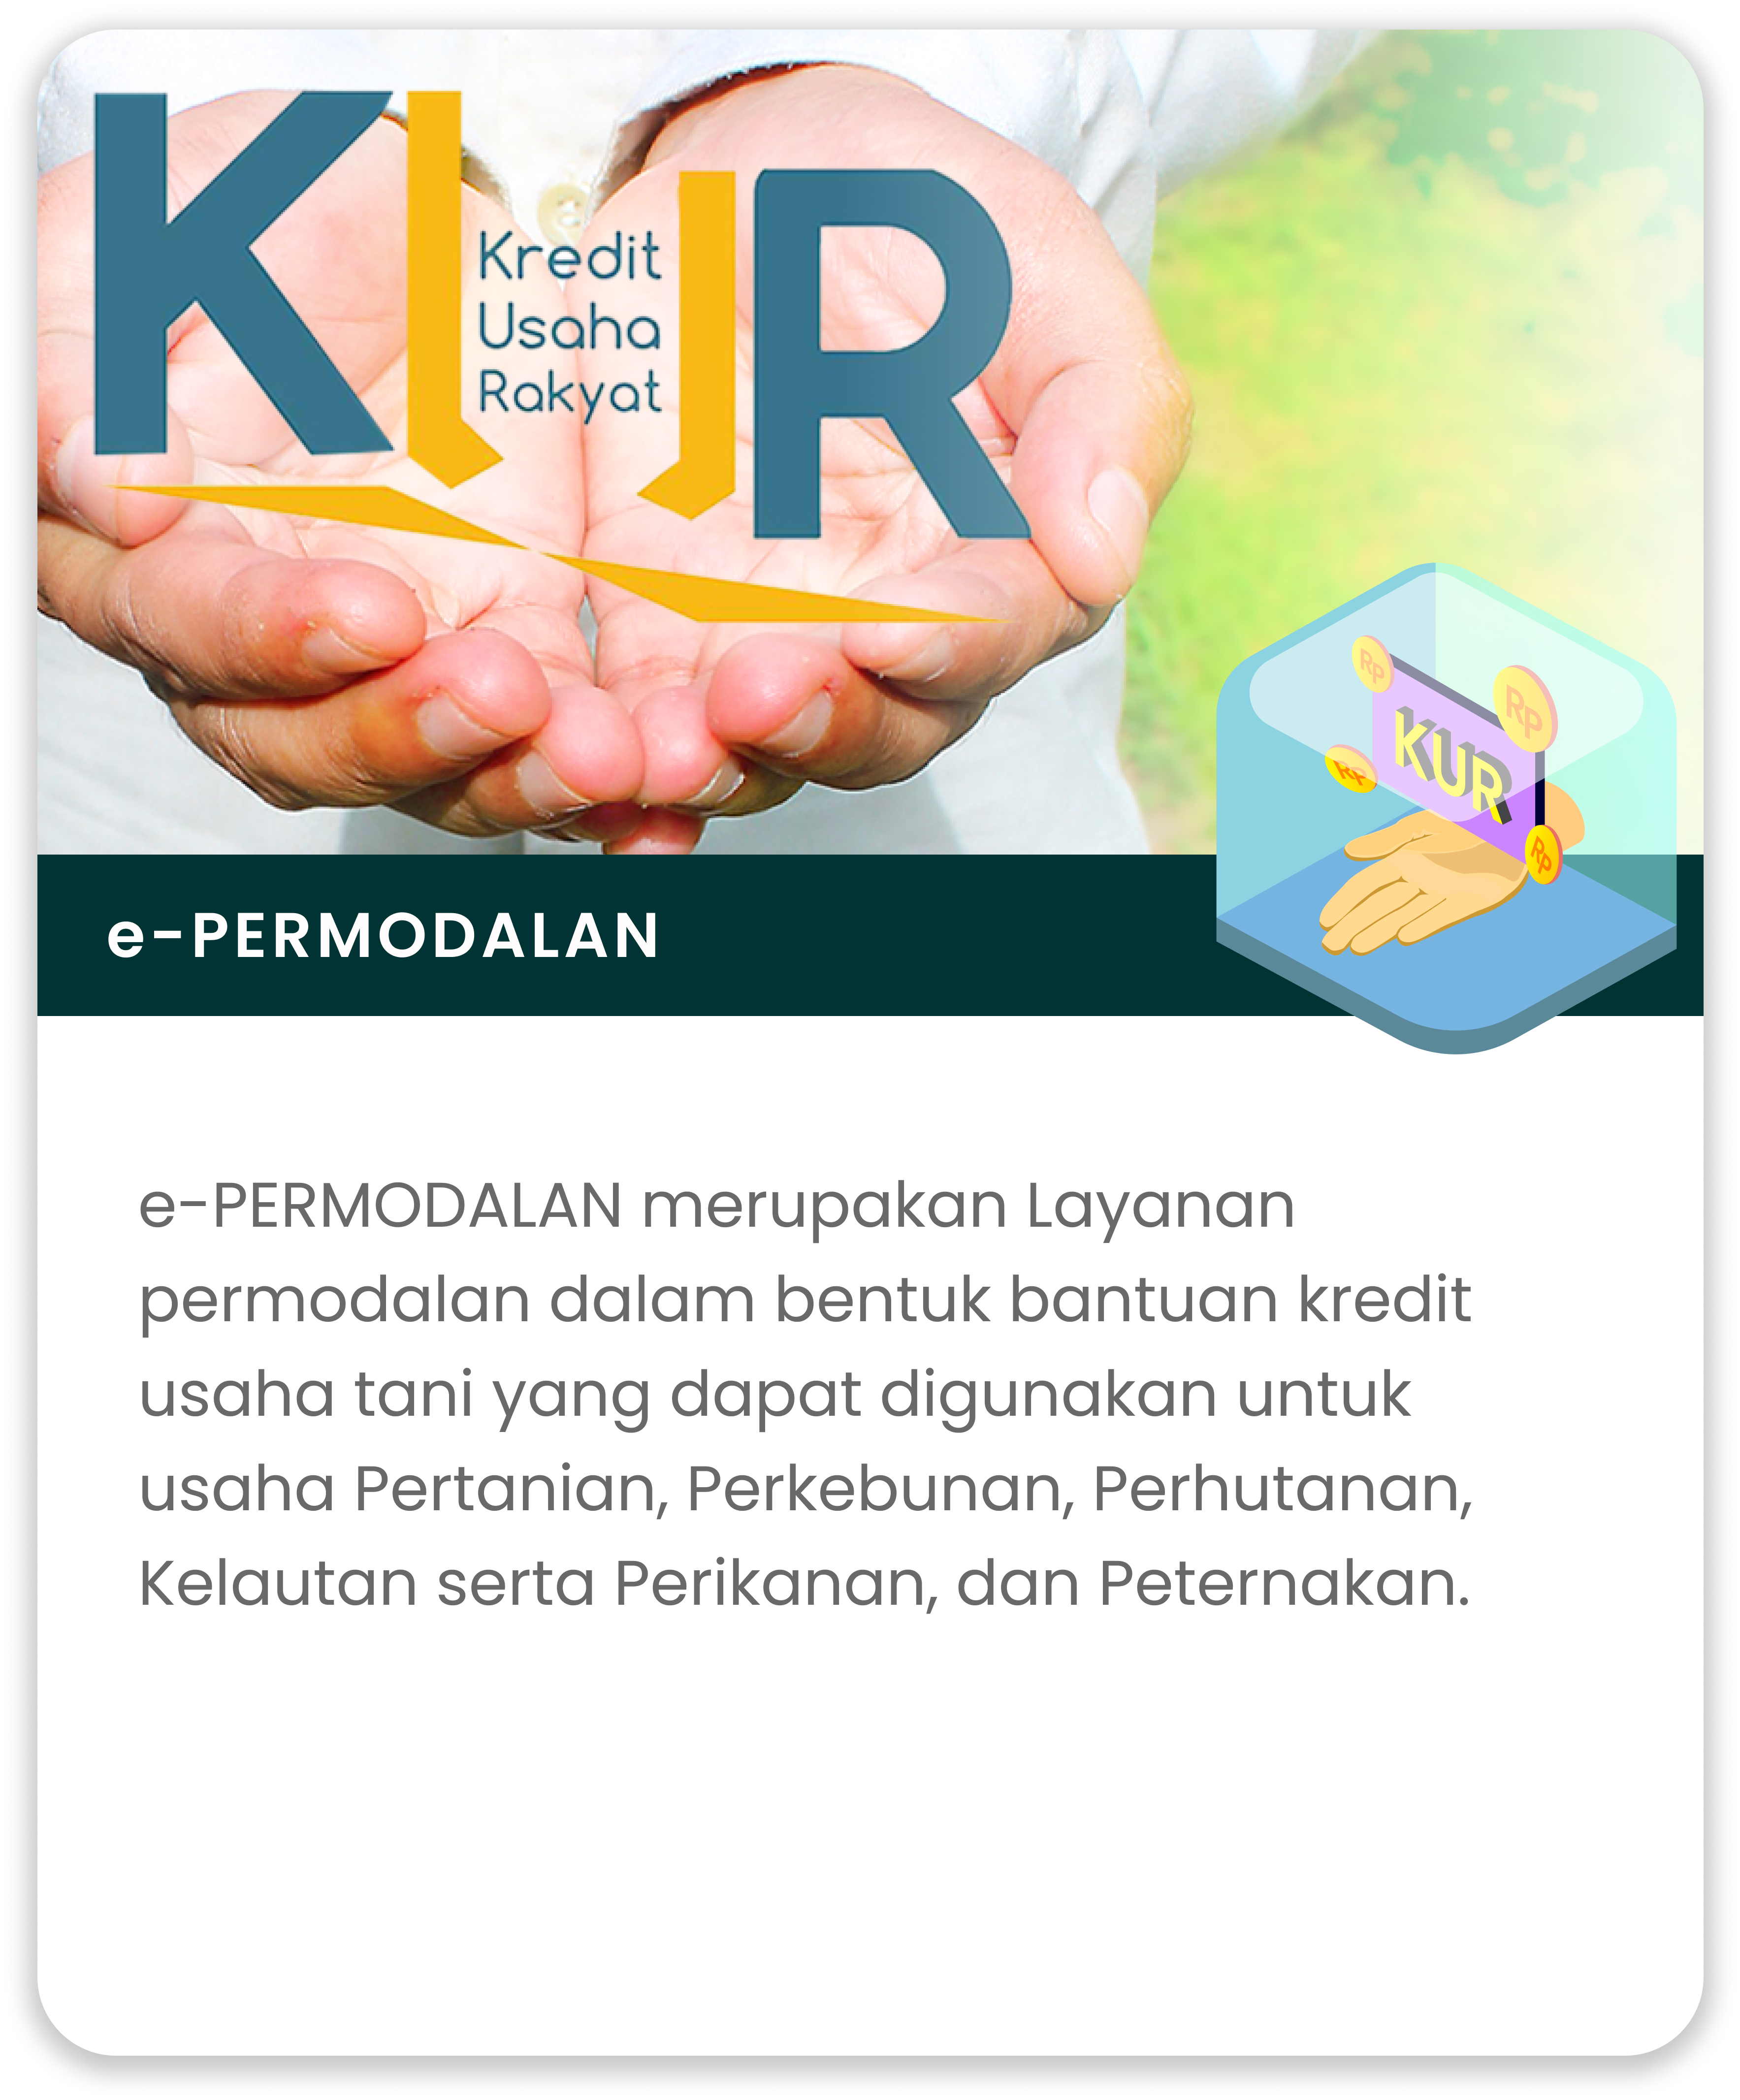 KUR
Kredit
Usaha
Rakyat
RP
RP
KUR
RP
RP
e-PERMODALAN
e-PERMODALAN merupakan Layanan
permodalan dalam bentuk bantuan kredit
usaha tani yang dapat digunakan untuk
usaha Pertanian, Perkebunan, Perhutanan,
Kelautan serta Perikanan, dan Peternakan.